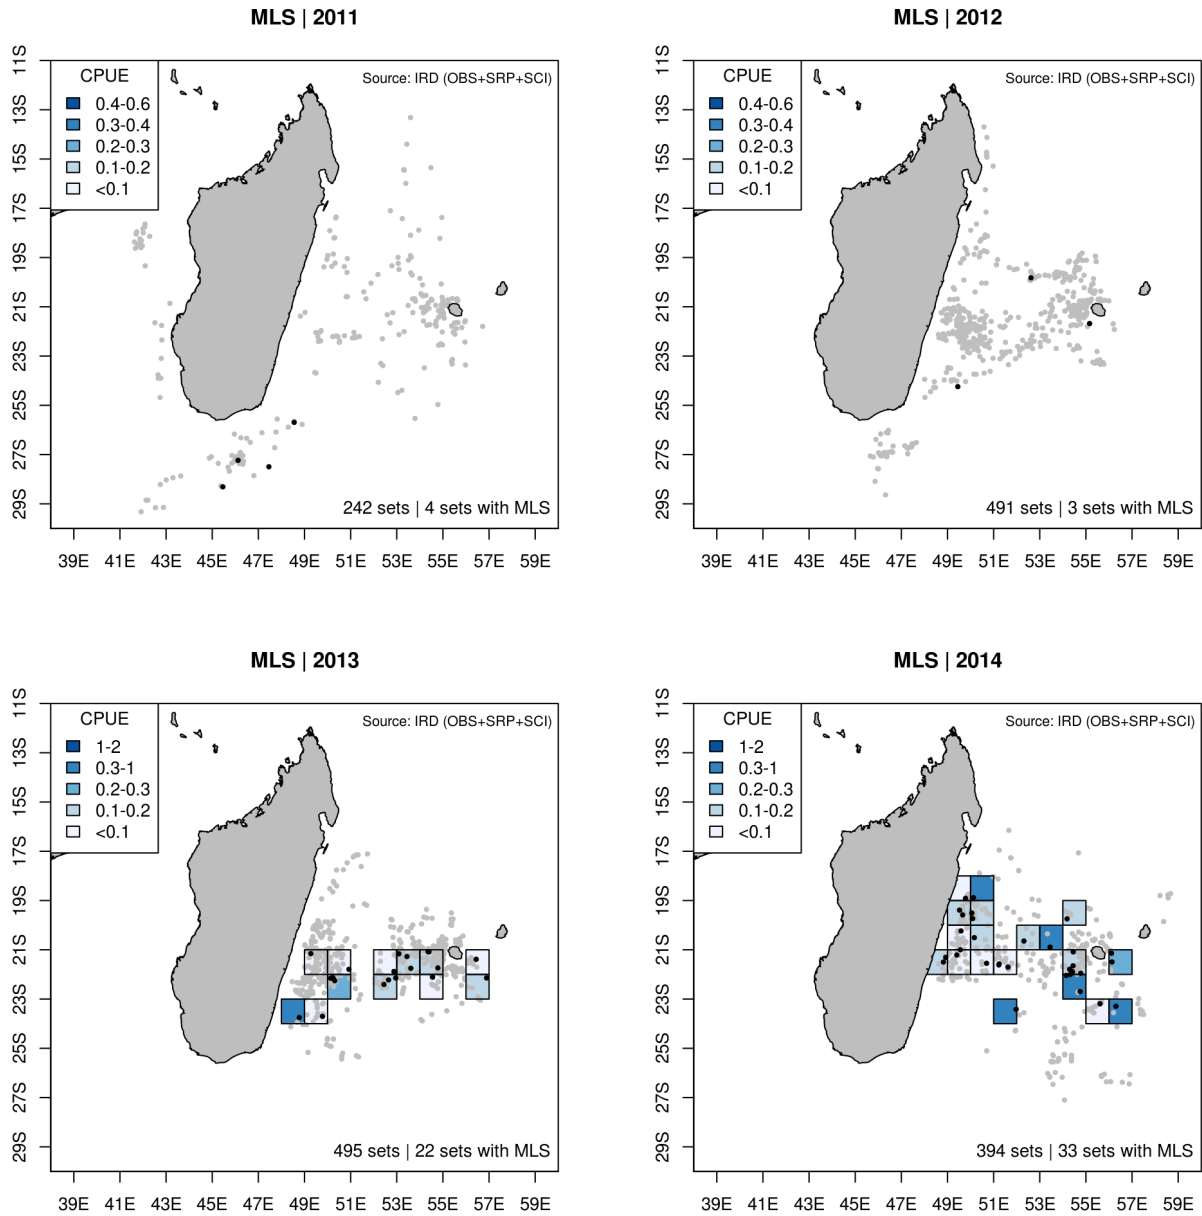 MLS | 2011
Source: IRD (OBS+SRP+SCI)
CPUE
0.4-0.6
0.3-0.4
0.2-0.3
0.1-0.2
<0.1
11S
13S
15S
17S
19S
21S
23S
25S
27S
29S
242 sets | 4 sets with MLS
39E 41E 43E 45E 47E 49E 51E 53E 55E 57E 59E
MLS | 2012
Source: IRD (OBS+SRP+SCI)
CPUE
0.4-0.6
0.3-0.4
0.2-0.3
0.1-0.2
<0.1
11S
13S
15S
17S
19S
21S
23S
25S
27S
29S
491 sets | 3 sets with MLS
39E 41E 43E 45E 47E 49E 51E 53E 55E 57E 59E
MLS | 2013
Source: IRD (OBS+SRP+SCI)
CPUE
1-2
0.3-1
0.2-0.3
0.1-0.2
<0.1
11S
13S
15S
17S
19S
21S
23S
25S
27S
29S
495 sets | 22 sets with MLS
39E 41E 43E 45E 47E 49E 51E 53E 55E 57E 59E
MLS | 2014
Source: IRD (OBS+SRP+SCI)
CPUE
1-2
0.3-1
0.2-0.3
0.1-0.2
<0.1
11S
13S
15S
17S
19S
21S
23S
25S
27S
29S
394 sets | 33 sets with MLS
39E 41E 43E 45E 47E 49E 51E 53E 55E 57E 59E